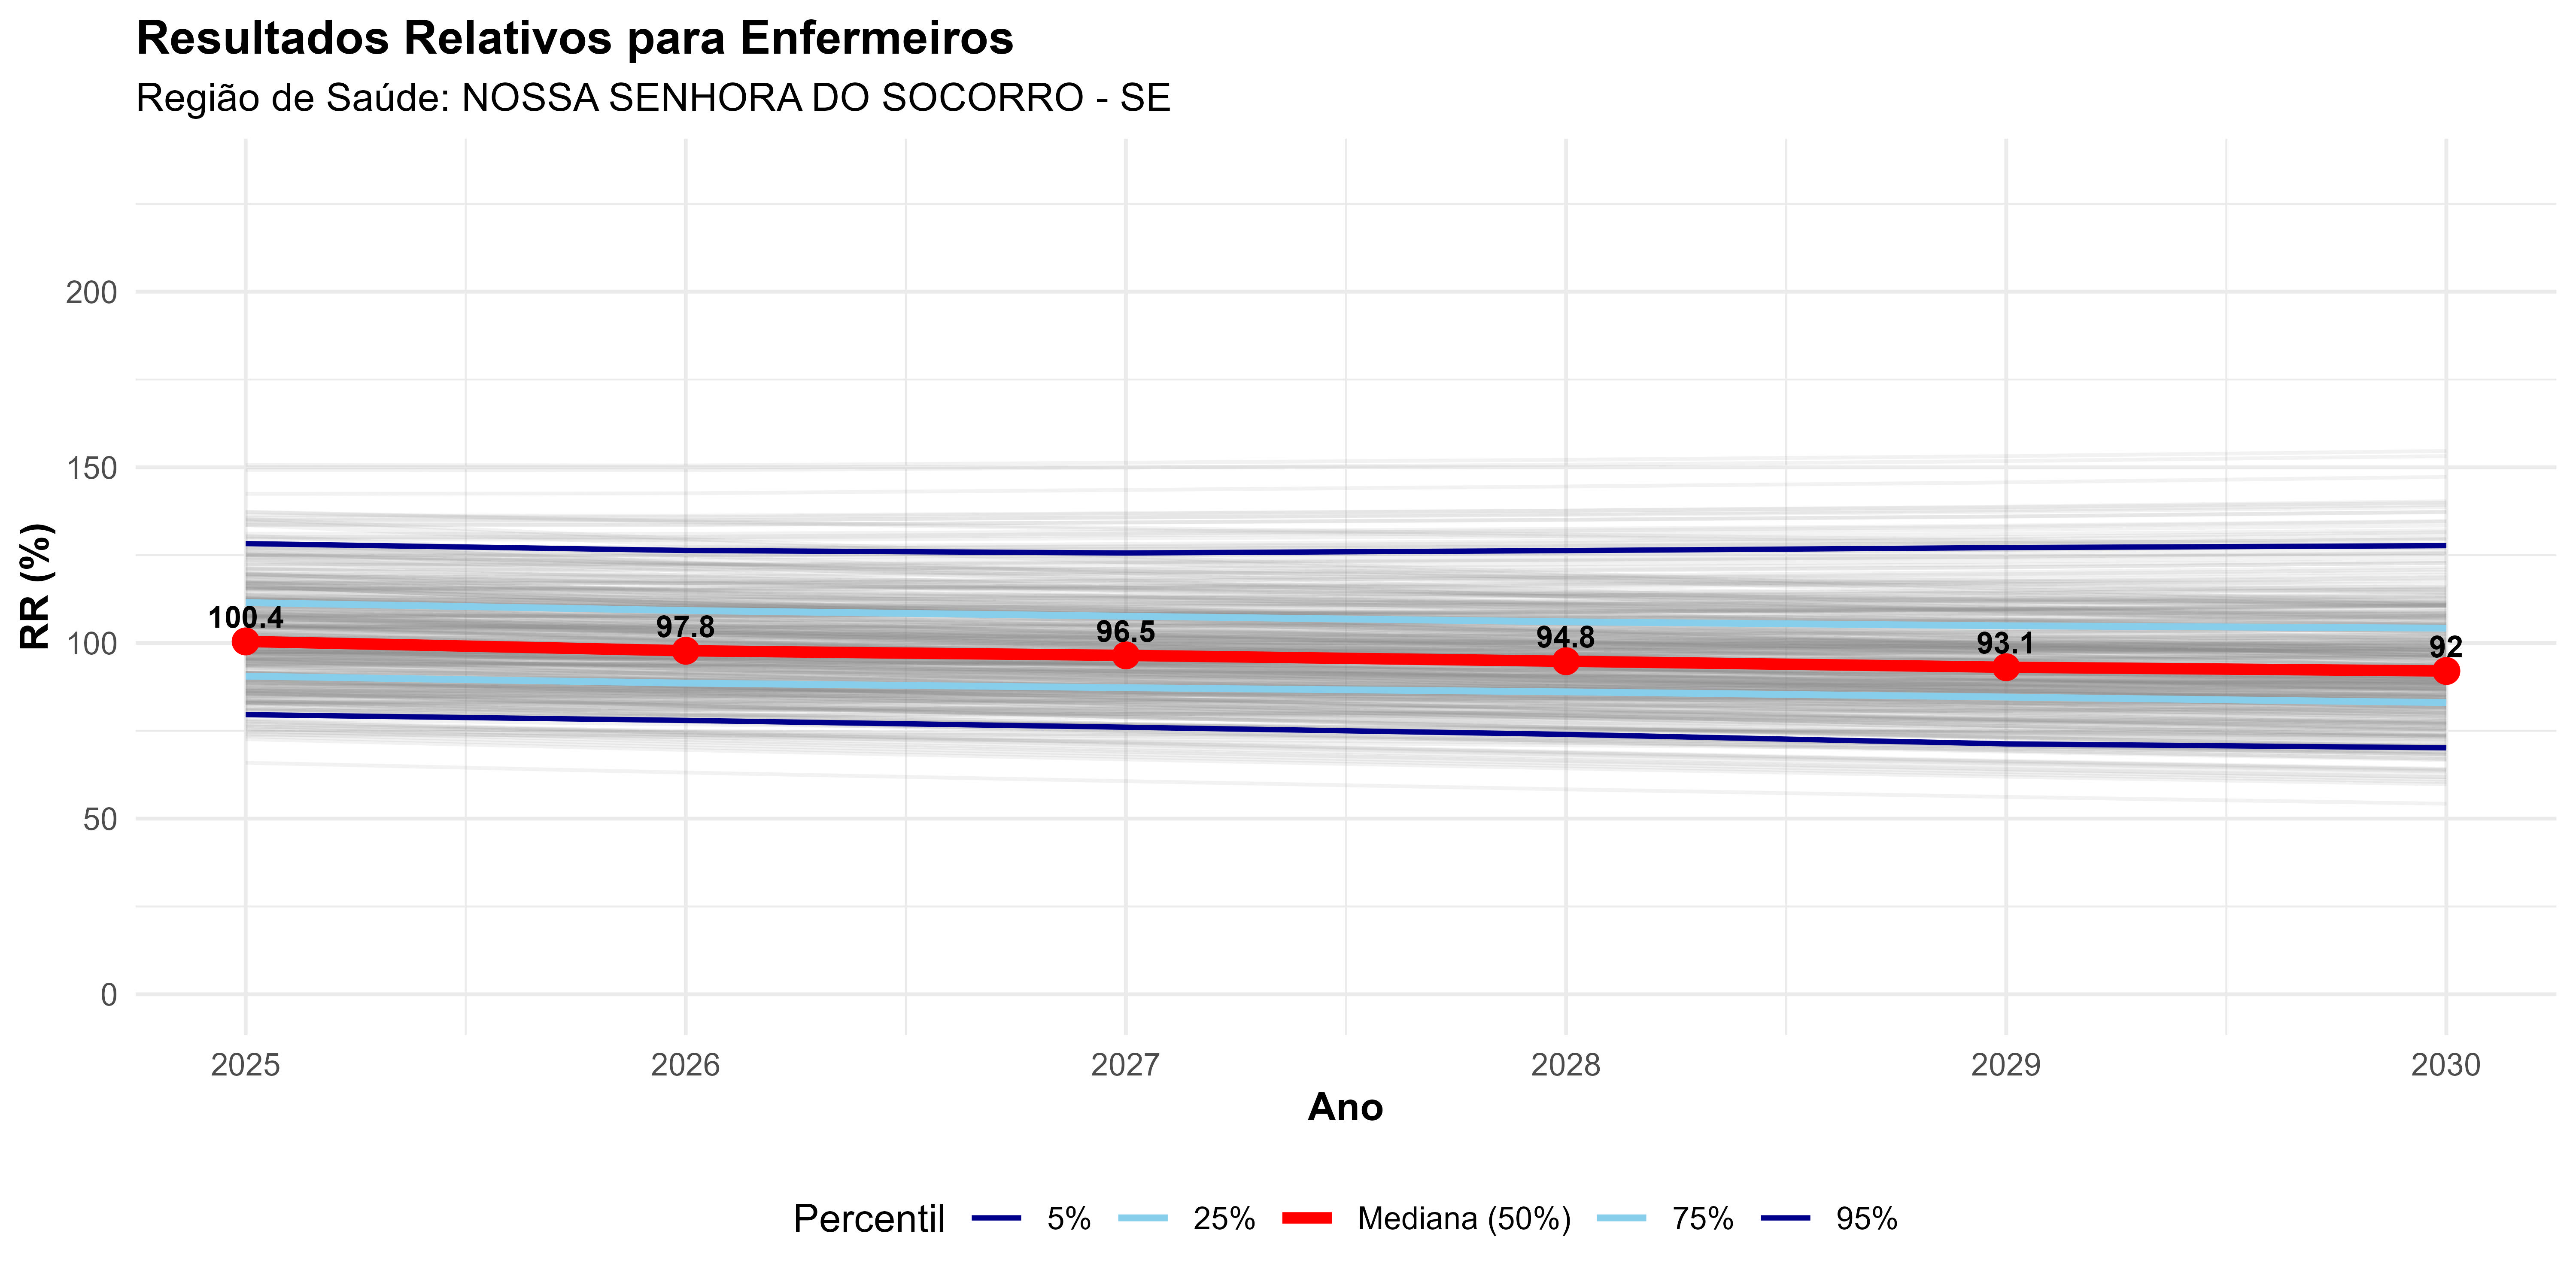 Resultados Relativos para Enfermeiros
Região de Saúde: NOSSA SENHORA DO SOCORRO - SE
RR (%)
200
150
100
50
0
100.4
97.8
96.5
94.8
93.1
92
2025 2026 2027 2028 2029 2030
Ano
Percentil 5% 25% Mediana (50%) 75% 95%